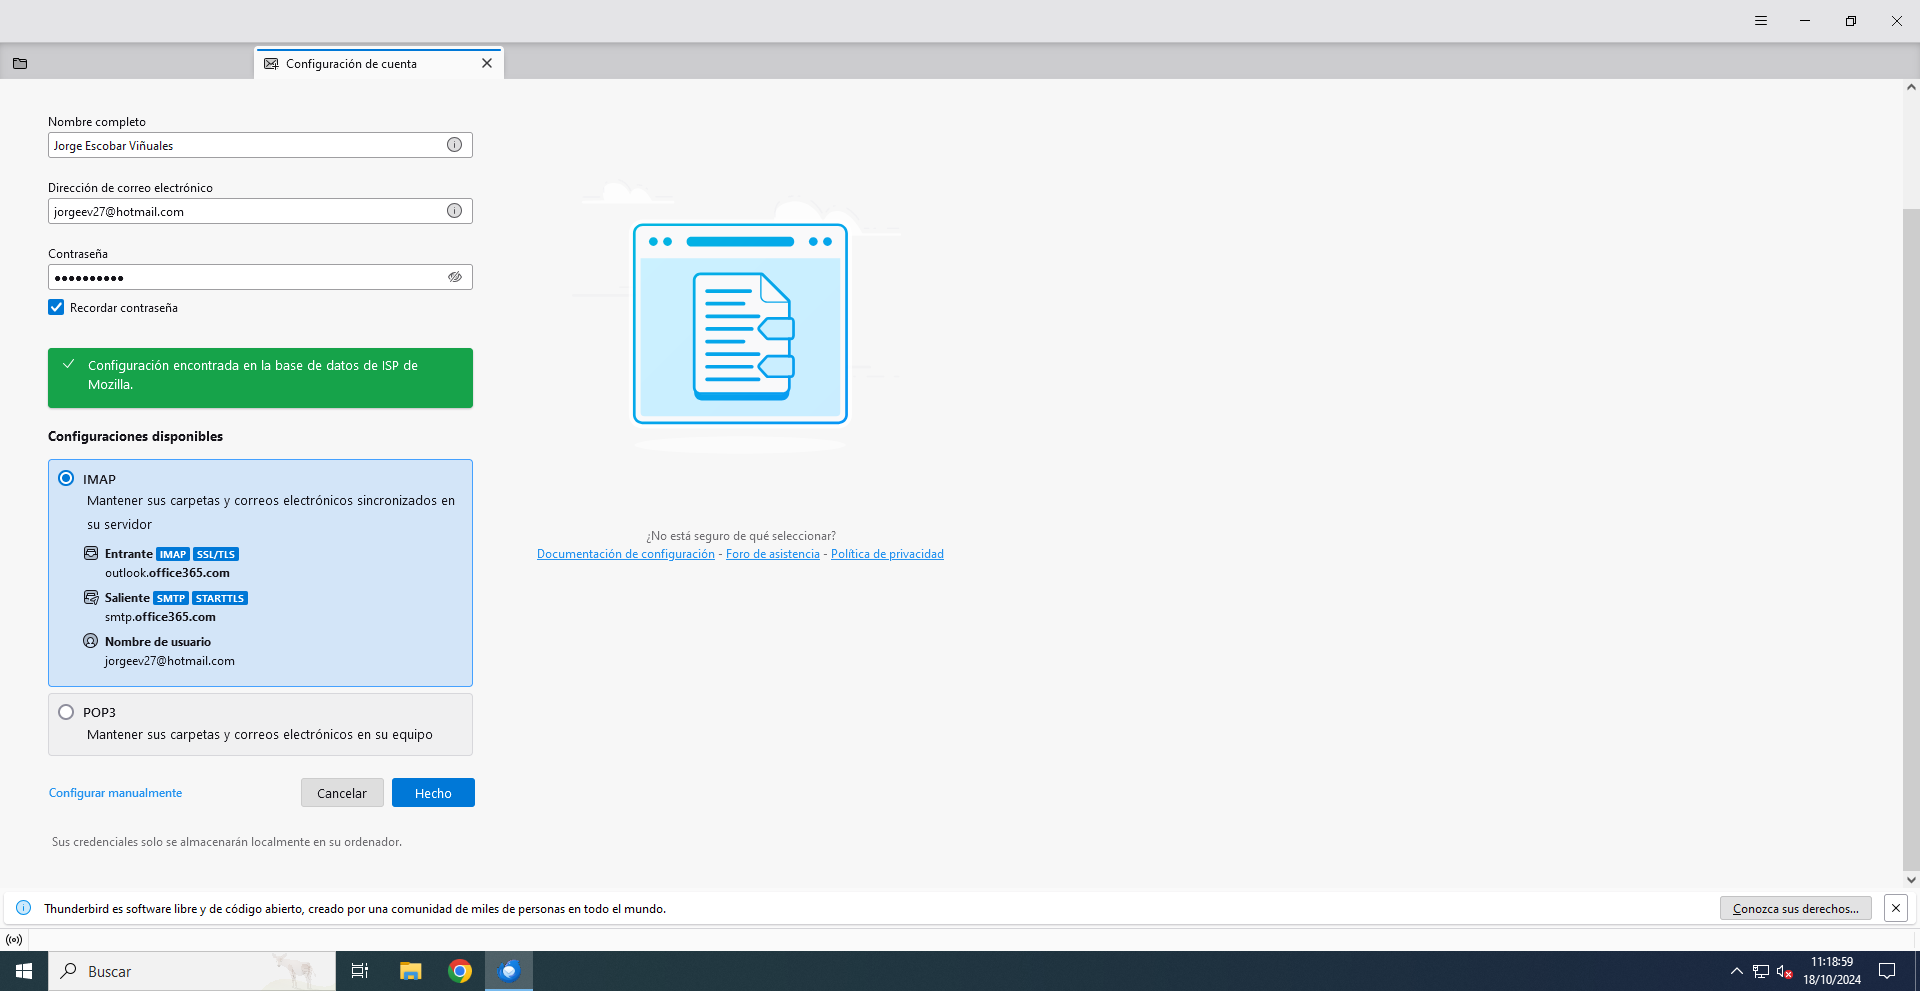 Configuración de cuenta
Nombre completo
Jorge Escobar Viñuales
Dirección de correo electrónico
jorgeev27@hotmail.com
Contraseña
●●●●●●●●●●
Recordar contraseña
Configuración encontrada en la base de datos de ISP de
Mozilla.
Configuraciones disponibles
IMAP
Mantener sus carpetas y correos electrónicos sincronizados en
su servidor
Entrante IMAP SSL/TLS
outlook.office365.com
Saliente SMTP STARTTLS
smtp.office365.com
Nombre de usuario
jorgeev27@hotmail.com
POP3
Mantener sus carpetas y correos electrónicos en su equipo
Configurar manualmente
Cancelar
Hecho
Sus credenciales solo se almacenarán localmente en su ordenador.
¿No está seguro de qué seleccionar?
Documentación de configuración - Foro de asistencia - Política de privacidad
Thunderbird es software libre y de código abierto, creado por una comunidad de miles de personas en todo el mundo.
Conozca sus derechos...
Buscar
11:18:59
18/10/2024